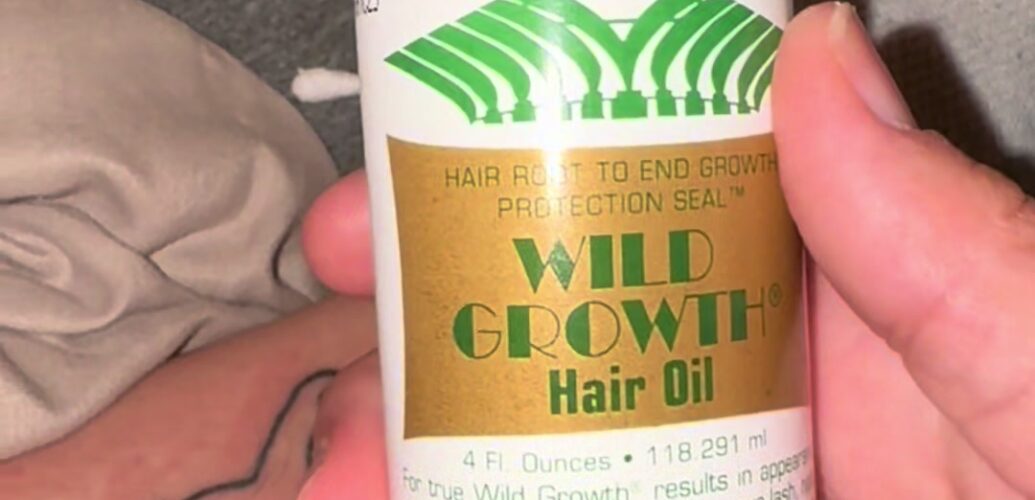 HAIR ROOT TO END GROWTH
PROTECTION SEAL™
WILD
GROWTH®
Hair Oil
4 Fl. Ounces • 118.291 ml
For true Wild Growth® results in
lash,